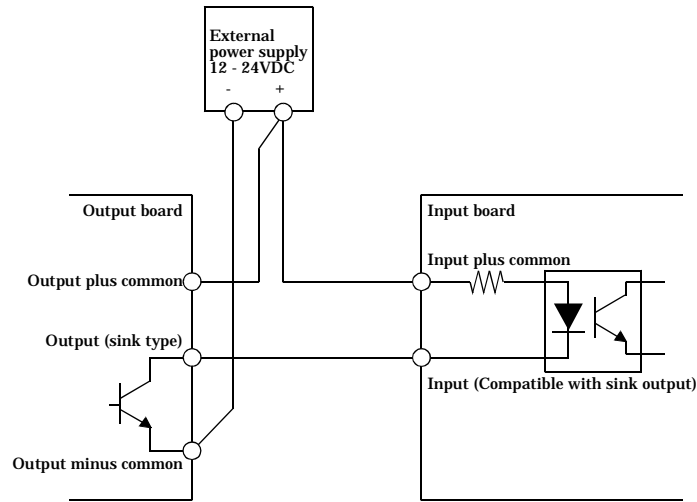 External
power supply
12 - 24VDC
- +
Output board
Input board
Input plus common
Output plus common
Output (sink type)
Input (Compatible with sink output)
Output minus common